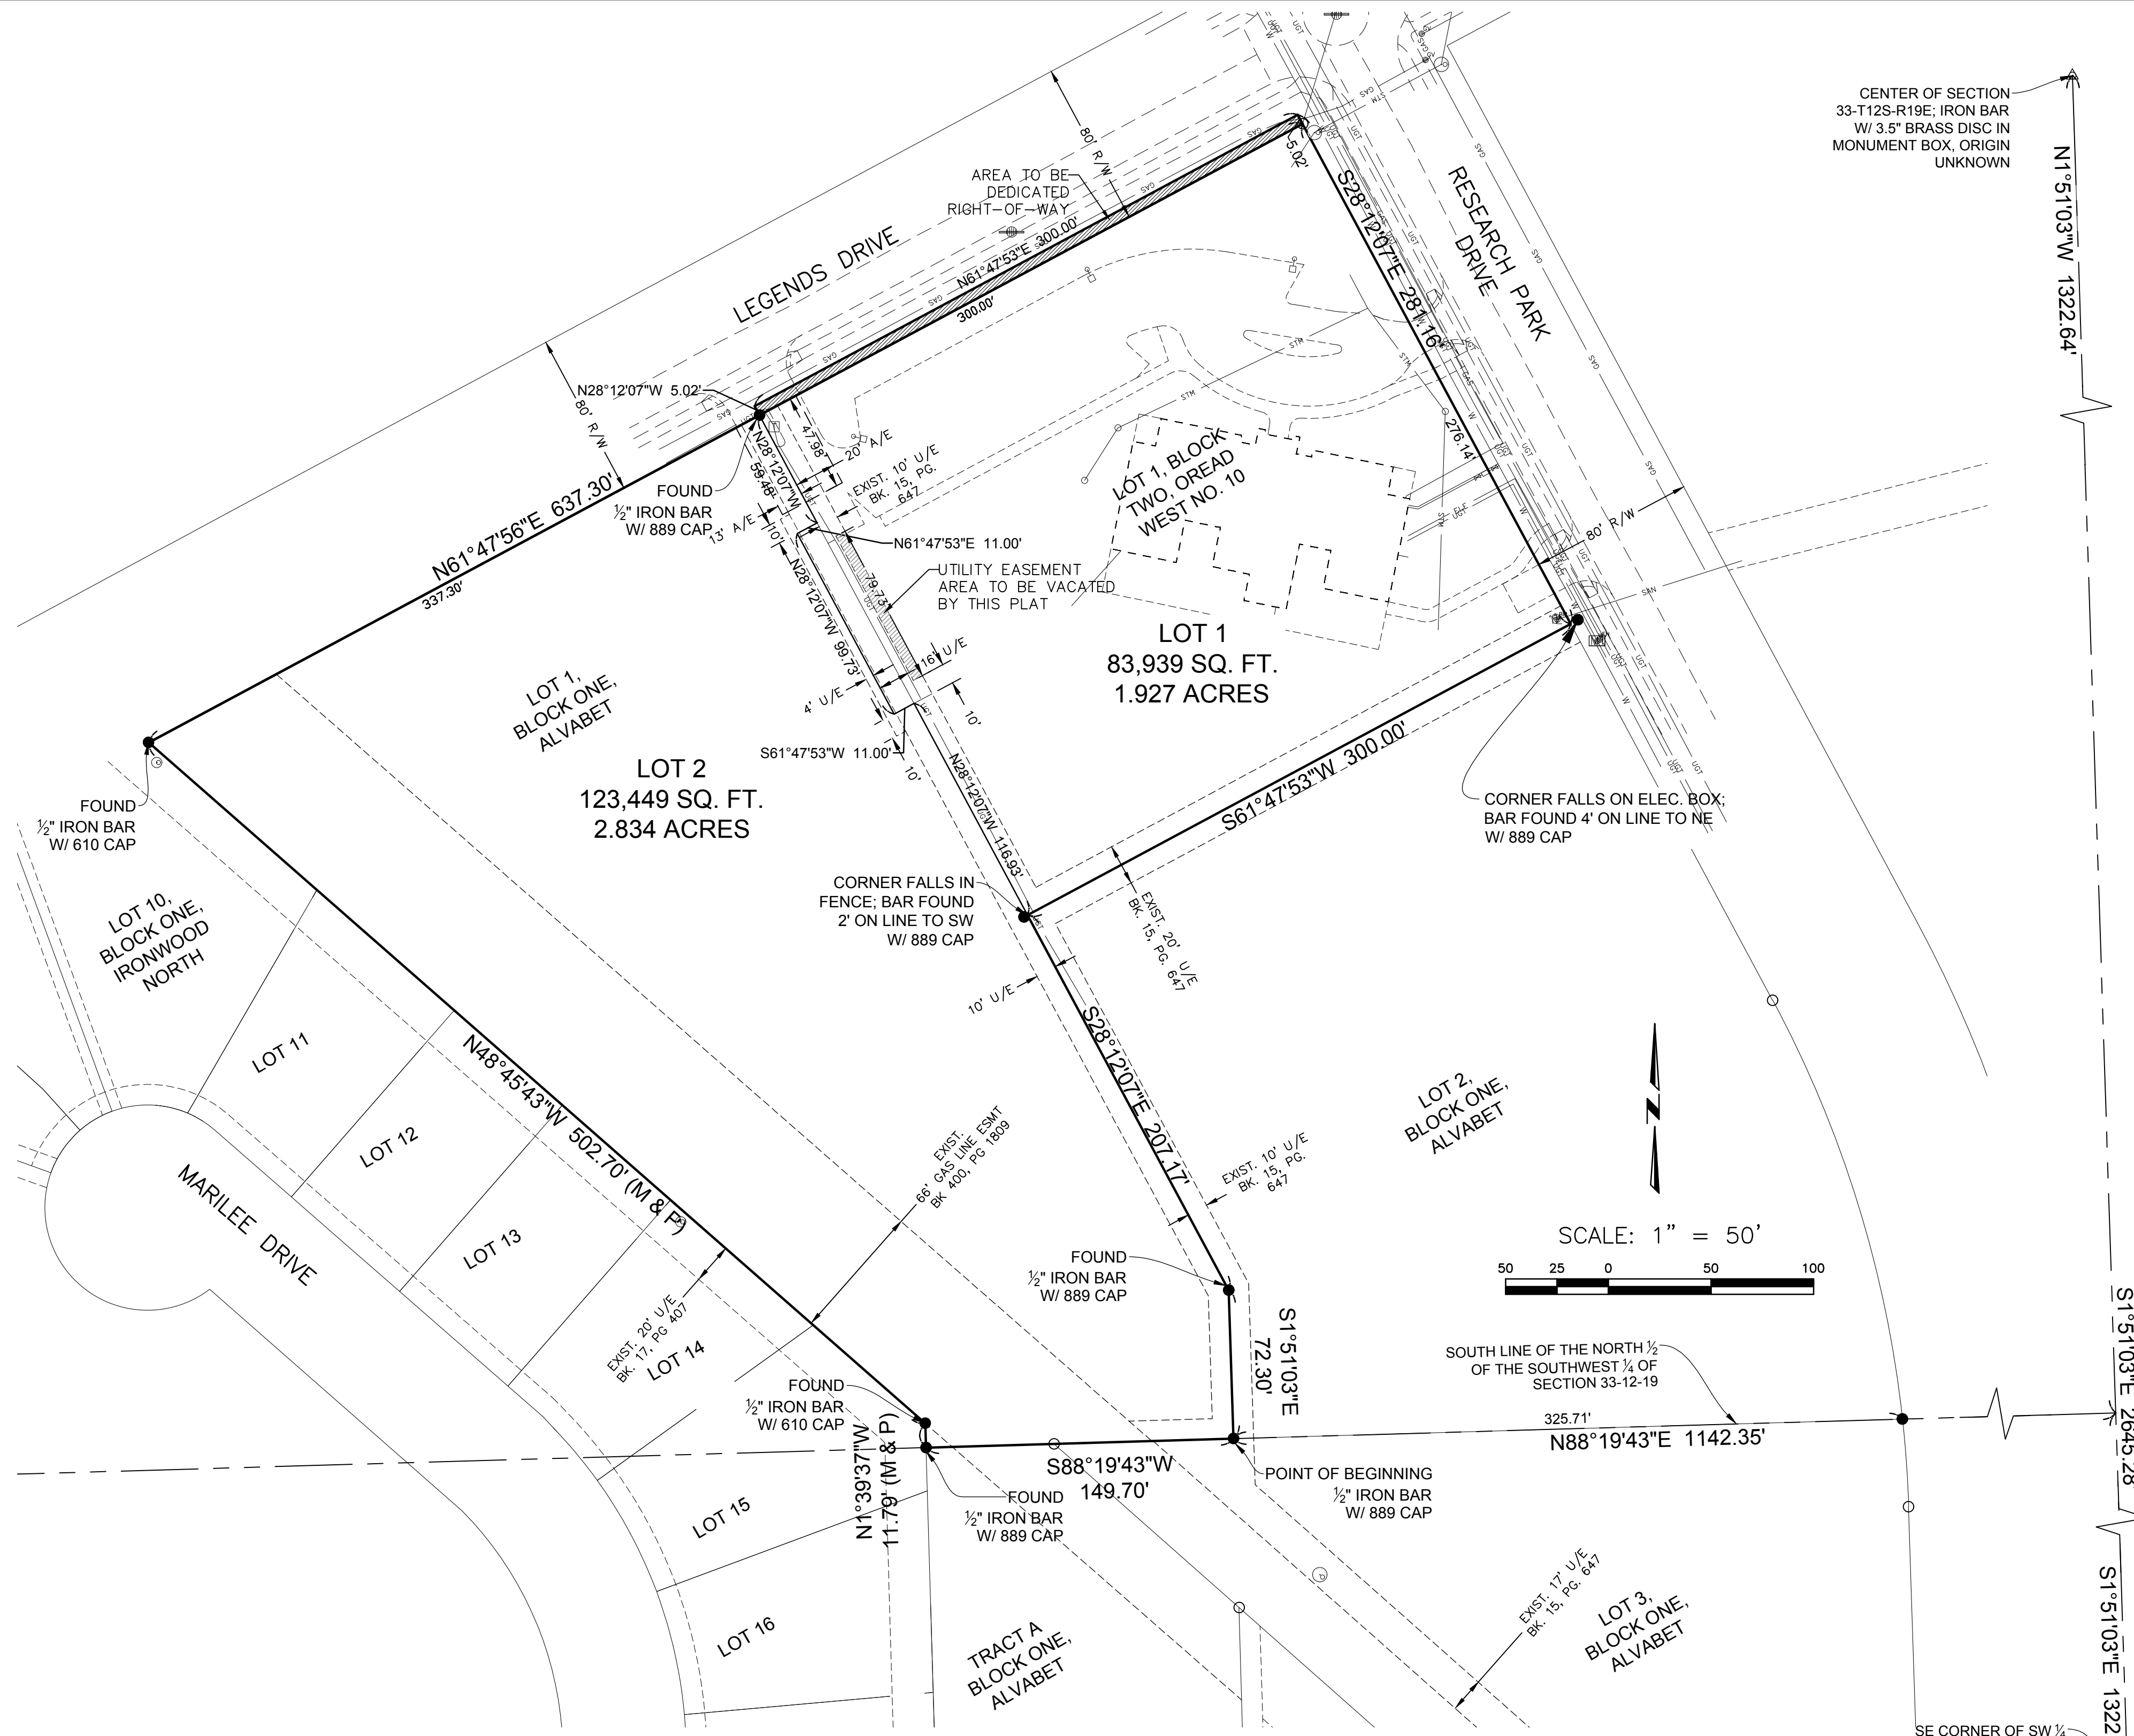 CENTER OF SECTION
33-T12S-R19E; IRON BAR
W/ 3.5" BRASS DISC IN
MONUMENT BOX, ORIGIN
UNKNOWN
N1°51'03"W 1322.64'
80' R/W
AREA TO BE
DEDICATED
RIGHT-OF-WAY
5.02'
RESEARCH PARK
DRIVE
LEGENDS DRIVE
N61°47'53"E 300.00'
300.00'
S28°12'07"E 281.16'
276.14'
N28°12'07"W 5.02'
80' R/W
N61°47'56"E 637.30'
337.30'
FOUND
½" IRON BAR
W/ 889 CAP
N28°12'07"W
59.48'
47.98'
20' A/E
EXIST. 10' U/E
BK. 15, PG.
647
13' A/E
10'
N61°47'53"E 11.00'
UTILITY EASEMENT
AREA TO BE VACATED
BY THIS PLAT
79.73'
N28°12'07"W 99.73'
16' U/E
4' U/E
10'
10'
S61°47'53"W 11.00'
LOT 1, BLOCK
TWO, OREAD
WEST NO. 10
LOT 1
83,939 SQ. FT.
1.927 ACRES
80' R/W
GAS
STM
UGT
W
SAN
ELE
LOT 1,
BLOCK ONE,
ALVABET
LOT 2
123,449 SQ. FT.
2.834 ACRES
N28°12'07"W 116.93'
S61°47'53"W 300.00'
CORNER FALLS ON ELEC. BOX;
BAR FOUND 4' ON LINE TO NE
W/ 889 CAP
FOUND
½" IRON BAR
W/ 610 CAP
CORNER FALLS IN
FENCE; BAR FOUND
2' ON LINE TO SW
W/ 889 CAP
EXIST. 20' U/E
BK. 15, PG. 647
10' U/E
LOT 10,
BLOCK ONE,
IRONWOOD
NORTH
LOT 11
LOT 12
LOT 13
LOT 14
LOT 15
LOT 16
MARILEE DRIVE
N48°45'43"W 502.70' (M & P)
S28°12'07"E 207.17'
EXIST.
66' GAS LINE ESMT
BK 400, PG 1809
EXIST. 10' U/E
BK. 15, PG.
647
LOT 2,
BLOCK ONE,
ALVABET
N
SCALE: 1" = 50'
50 25 0 50 100
FOUND
½" IRON BAR
W/ 889 CAP
S1°51'03"E
72.30'
EXIST. 20' U/E
BK. 17, PG 407
FOUND
½" IRON BAR
W/ 610 CAP
N1°39'37"W
11.79' (M & P)
SOUTH LINE OF THE NORTH ½
OF THE SOUTHWEST ¼ OF
SECTION 33-12-19
325.71'
N88°19'43"E 1142.35'
S88°19'43"W
149.70'
POINT OF BEGINNING
½" IRON BAR
W/ 889 CAP
FOUND
½" IRON BAR
W/ 889 CAP
S1°51'03"E 2645.28'
EXIST. 17' U/E
BK. 15, PG. 647
LOT 3,
BLOCK ONE,
ALVABET
TRACT A
BLOCK ONE,
ALVABET
S1°51'03"E 1322
SE CORNER OF SW ¼